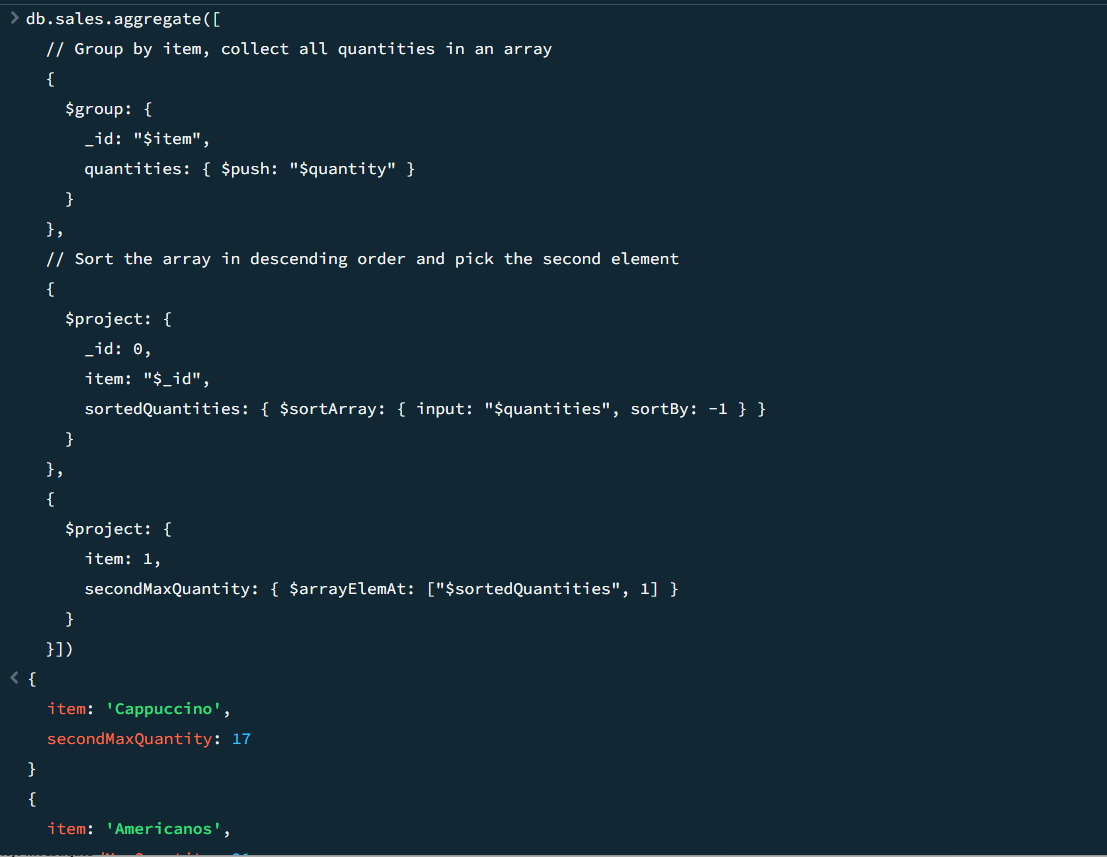 > db.sales.aggregate([
// Group by item, collect all quantities in an array
{
$group: {
_id: "$item",
quantities: { $push: "$quantity" }
}
},
// Sort the array in descending order and pick the second element
{
$project: {
_id: 0,
item: "$_id",
sortedQuantities: { $sortArray: { input: "$quantities", sortBy: -1 } }
}
},
{
$project: {
item: 1,
secondMaxQuantity: { $arrayElemAt: ["$sortedQuantities", 1] }
}
}])
< {
item: 'Cappuccino',
secondMaxQuantity: 17
}
{
item: 'Americanos',